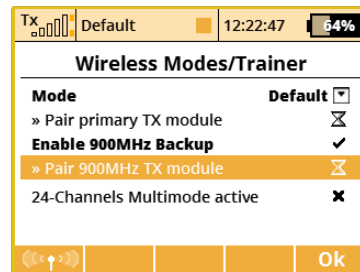 Tx Default 12:22:47 64%
Wireless Modes/Trainer
Mode Default
» Pair primary TX module
Enable 900MHz Backup
» Pair 900MHz TX module
24-Channels Multimode active
Ok